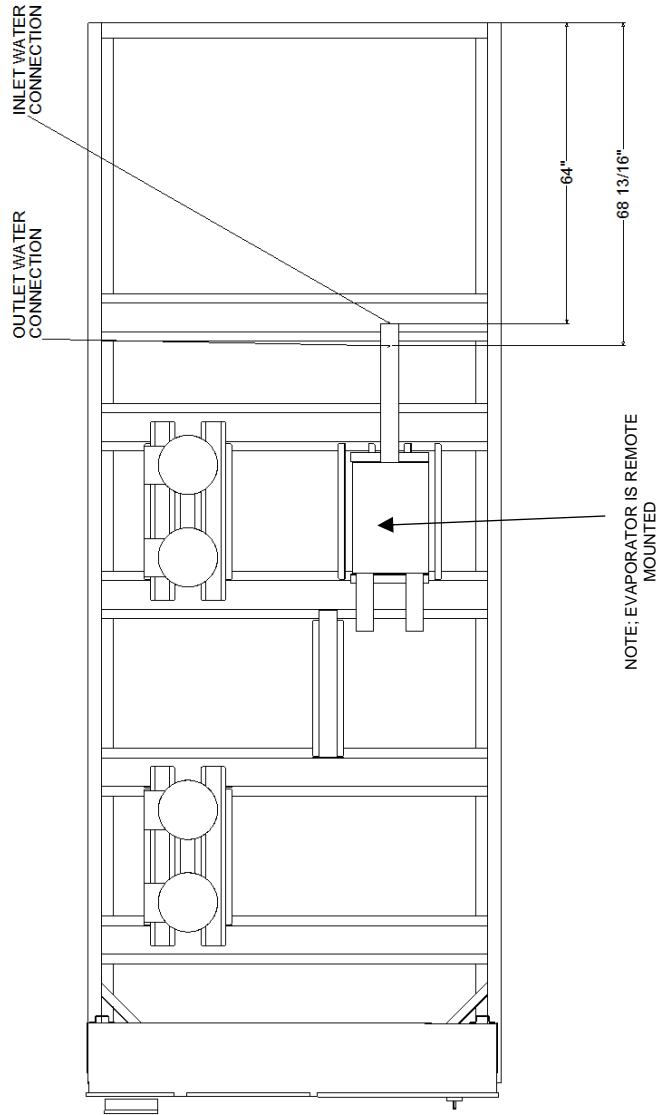 INLET WATER
CONNECTION
OUTLET WATER
CONNECTION
64"
68 13/16"
NOTE; EVAPORATOR IS REMOTE
MOUNTED